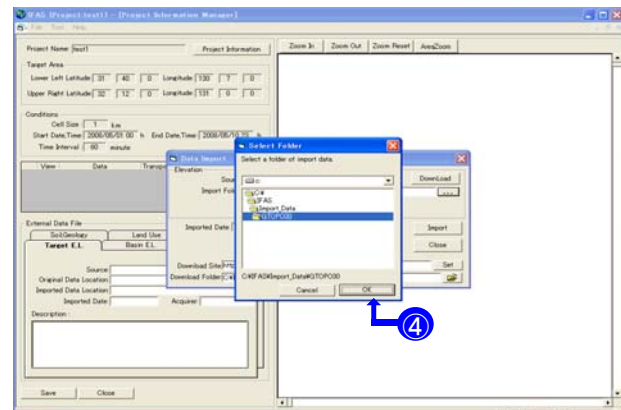 IFAS [Project:test1] - [Project Information Manager]
File Tool Help
Project Name test1 Project Information
Zoom In Zoom Out Zoom Reset AreaZoom
Target Area
Lower Left Latitude 31 40 0 Longitude 130 7 0
Upper Right Latitude 32 12 0 Longitude 131 0 0
Conditions
Cell Size 1 km
Start Date,Time 2006/05/01 00 h End Date,Time 2006/05/10 23 h
Time Interval 60 minute
View Data
External Data File
Soil·Geology Land Use
Target E.L. Basin E.L.
Source
Original Data Location
Imported Data Location
Imported Date Acquirer
Description
Save Close
Data Import
Elevation
DownLoad
...
Imported Date
Import
Close
Download Site
Set
Download Folder
Select Folder
Select a folder of import data.
c:
C:¥
IFAS
Import_Data
GTOPO30
C:¥IFAS¥Import_Data¥GTOPO30
Cancel OK
④